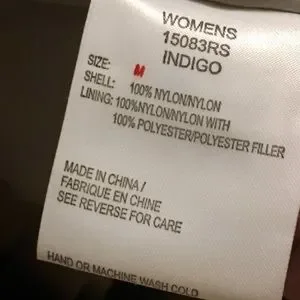 WOMENS
15083RS
INDIGO
SIZE: M
SHELL: 100% NYLON/NYLON
LINING: 100%NYLON/NYLON WITH
100% POLYESTER/POLYESTER FILLER
MADE IN CHINA /
FABRIQUE EN CHINE
SEE REVERSE FOR CARE
HAND OR MACHINE WASH COLD